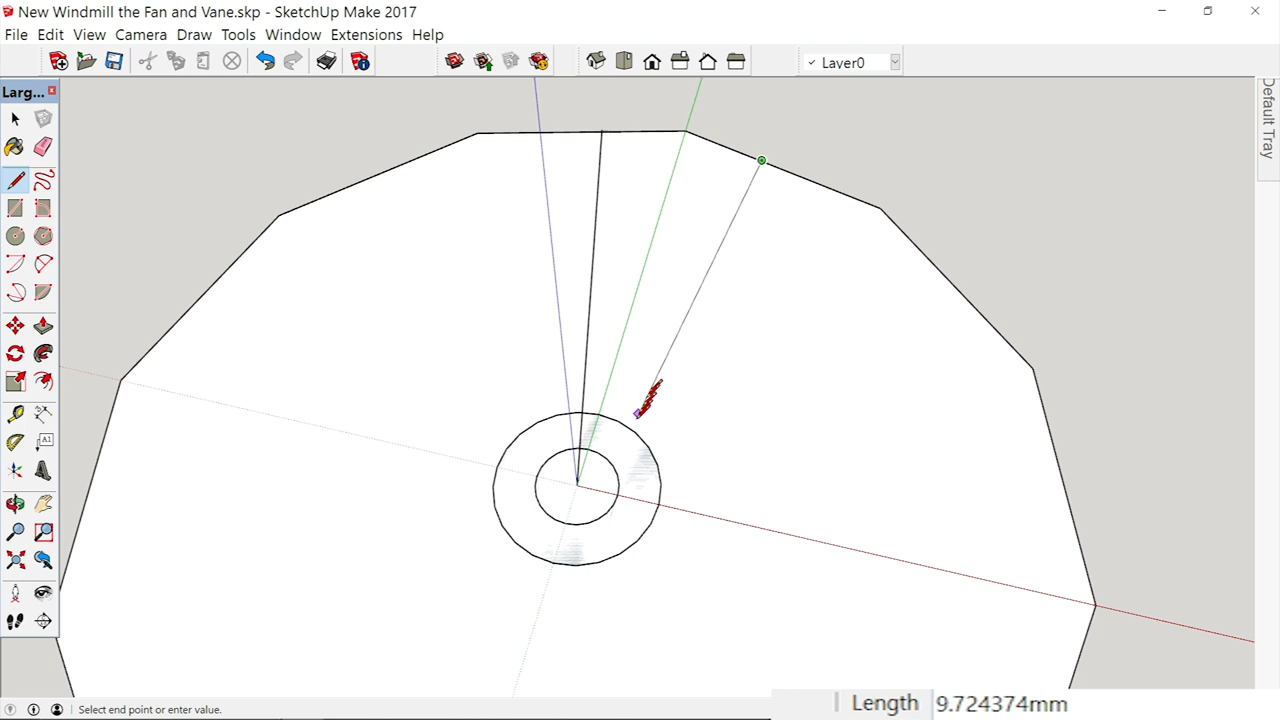 New Windmill the Fan and Vane.skp - SketchUp Make 2017
File Edit View Camera Draw Tools Window Extensions Help
Layer0
Larg...
Default Tray
A1
Select end point or enter value.
Length 9.724374mm